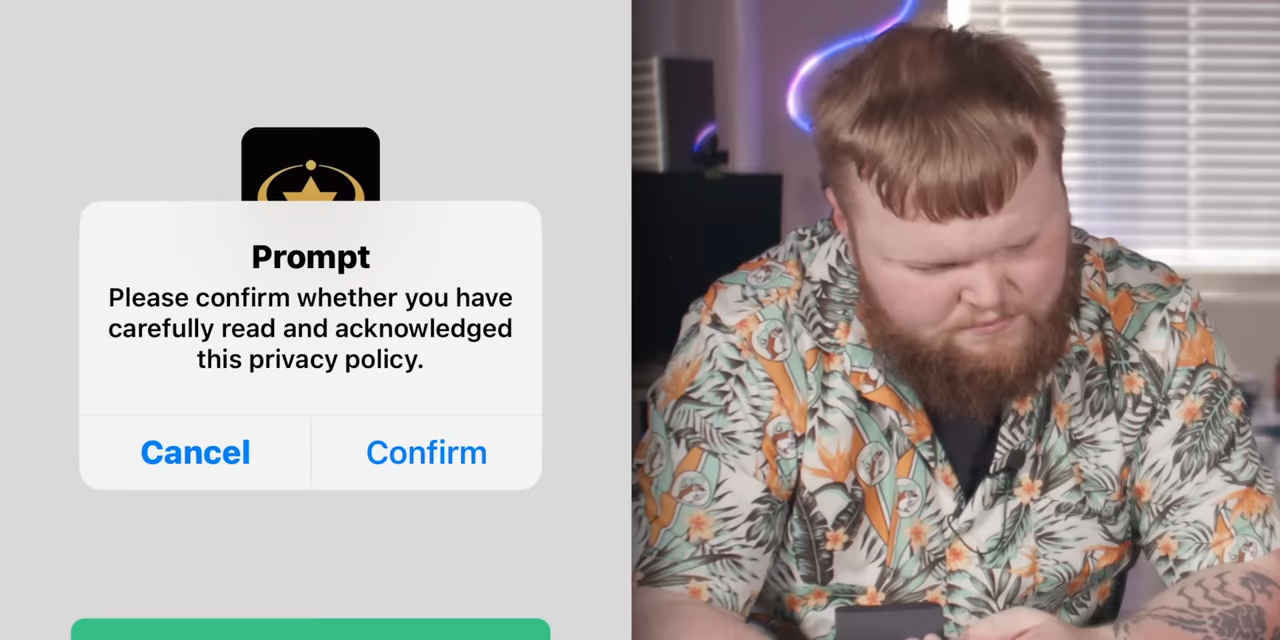 Prompt
Please confirm whether you have
carefully read and acknowledged
this privacy policy.
Cancel
Confirm